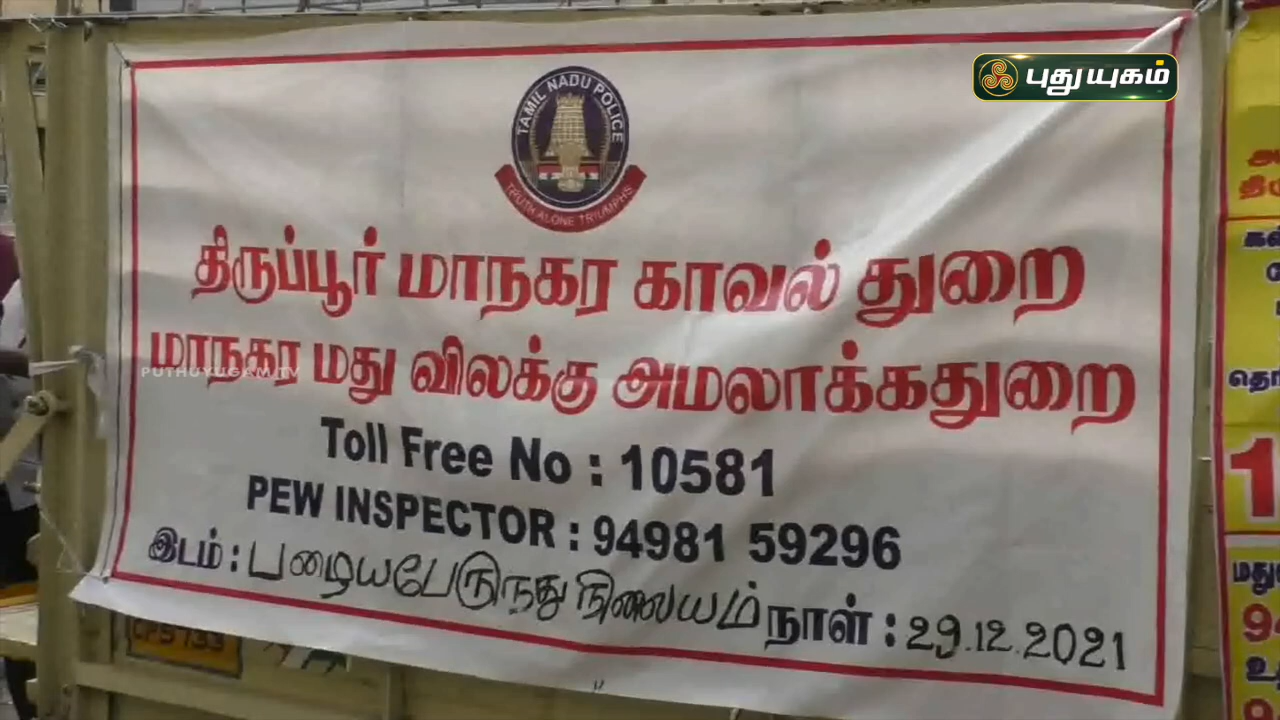 புதுயுகம்
TAMIL NADU POLICE
TRUTH ALONE TRIUMPHS
திருப்பூர் மாநகர காவல் துறை
மாநகர மது விலக்கு அமலாக்கதுறை
PUTHUYUGAM TV
Toll Free No : 10581
PEW INSPECTOR : 94981 59296
இடம் : பழையபேருந்து நிலையம் நாள் : 29.12.2021